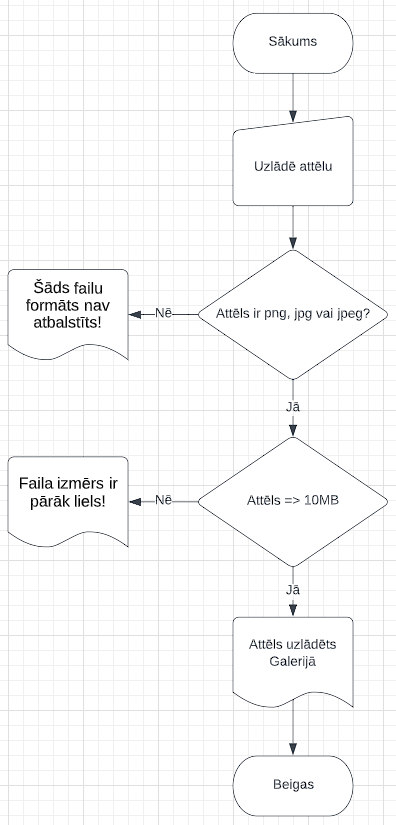 Sākums
Uzlādē attēlu
Attēls ir png, jpg vai jpeg?
Nē
Šāds failu
formāts nav
atbalstīts!
Jā
Attēls => 10MB
Nē
Faila izmērs ir
pārāk liels!
Jā
Attēls uzlādēts
Galerijā
Beigas